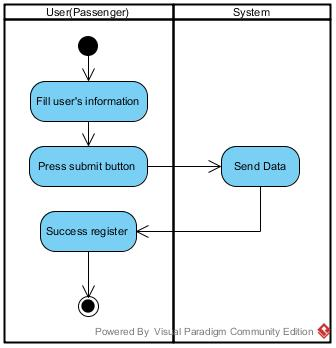 User(Passenger)
System
Fill user's information
Press submit button
Send Data
Success register
Powered By Visual Paradigm Community Edition